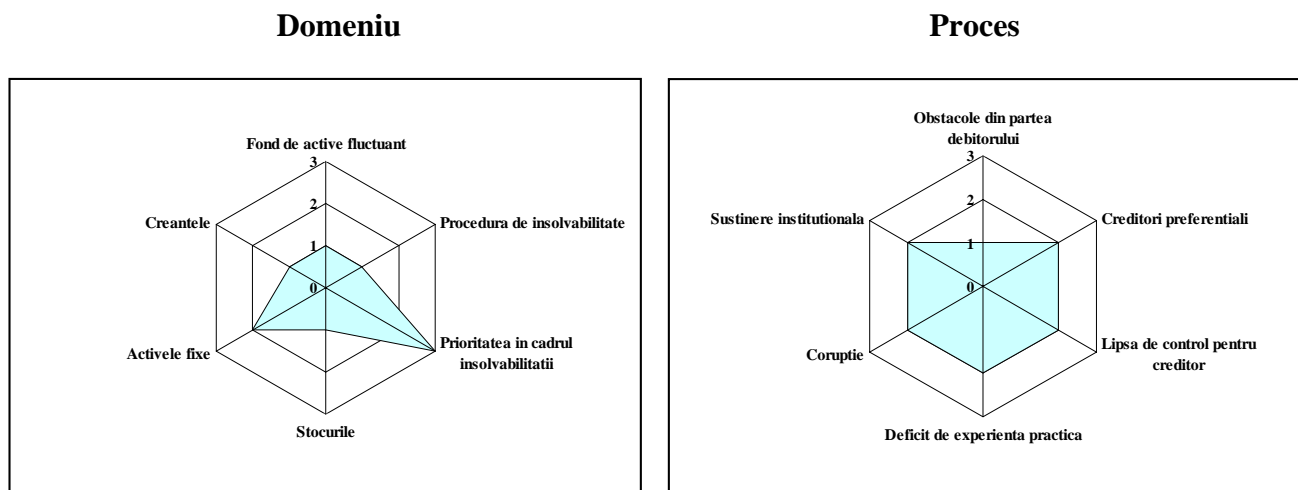 Domeniu
Fond de active fluctuant
3
2
1
0
Creantele
Procedura de insolvabilitate
Activele fixe
Prioritatea in cadrul
insolvabilitatii
Stocurile
Proces
Obstacole din partea
debitorului
3
2
1
0
Sustinere institutionala
Creditori preferentiali
Coruptie
Lipsa de control pentru
creditor
Deficit de experienta practica